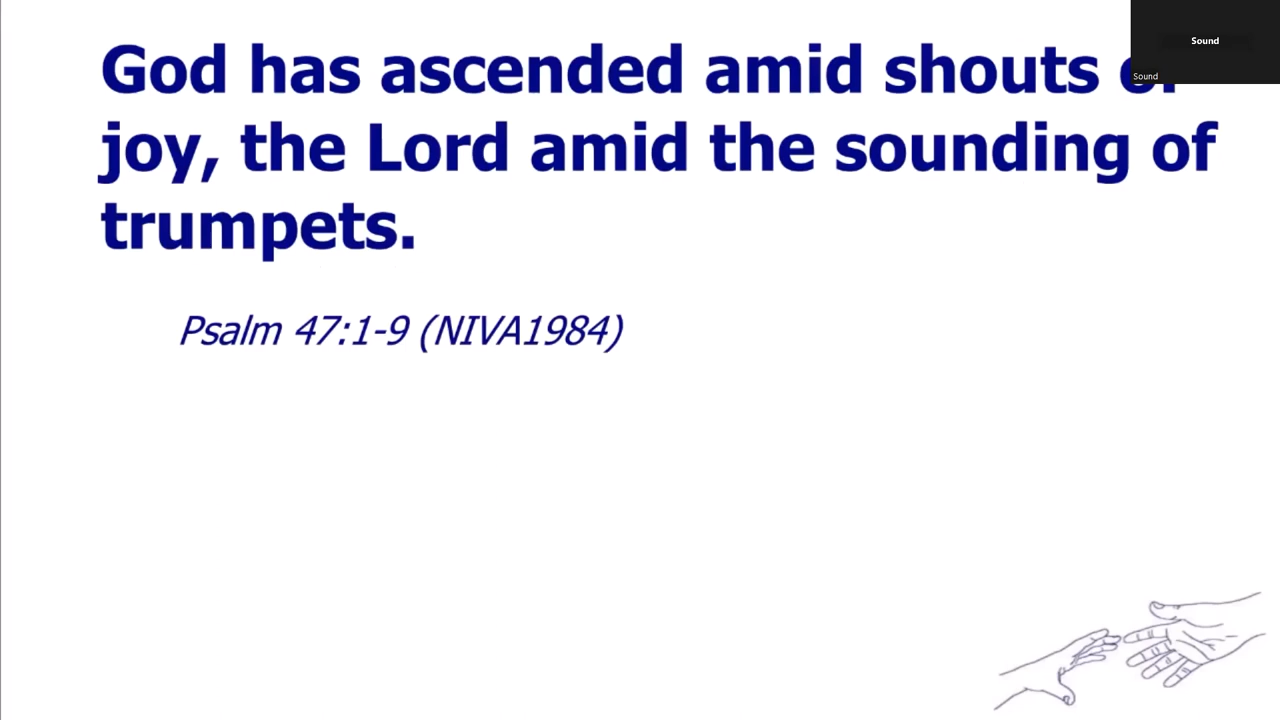 God has ascended amid shouts
joy, the Lord amid the sounding of
trumpets.
Psalm 47:1-9 (NIVA1984)
Sound
Sound